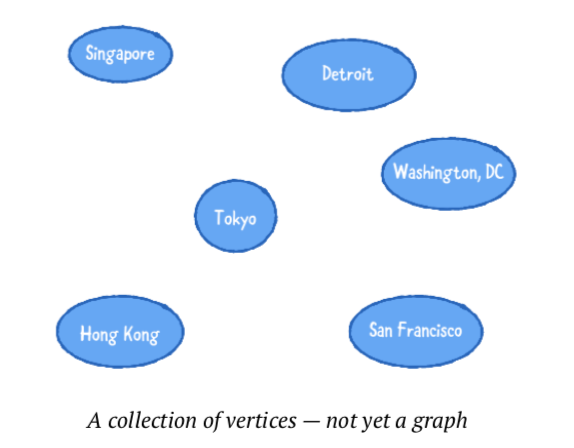 Singapore
Detroit
Washington, DC
Tokyo
Hong Kong
San Francisco
A collection of vertices — not yet a graph